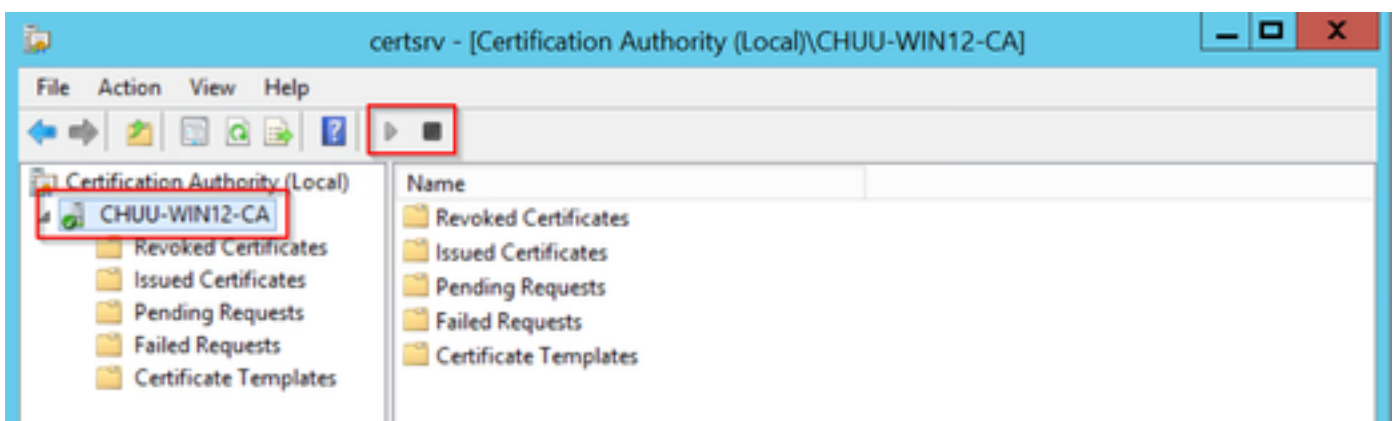 certsrv - [Certification Authority (Local)\CHUU-WIN12-CA]
File Action View Help
Certification Authority (Local)
CHUU-WIN12-CA
Revoked Certificates
Issued Certificates
Pending Requests
Failed Requests
Certificate Templates
Name
Revoked Certificates
Issued Certificates
Pending Requests
Failed Requests
Certificate Templates